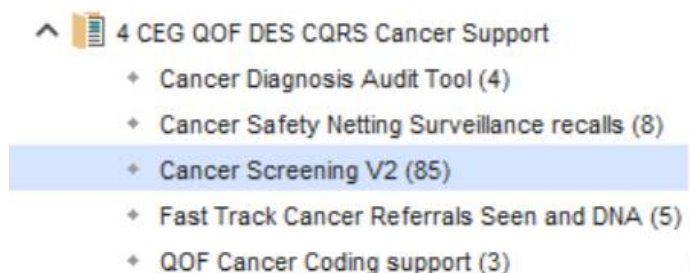 4 CEG QOF DES CQRS Cancer Support
Cancer Diagnosis Audit Tool (4)
Cancer Safety Netting Surveillance recalls (8)
Cancer Screening V2 (85)
Fast Track Cancer Referrals Seen and DNA (5)
QOF Cancer Coding support (3)